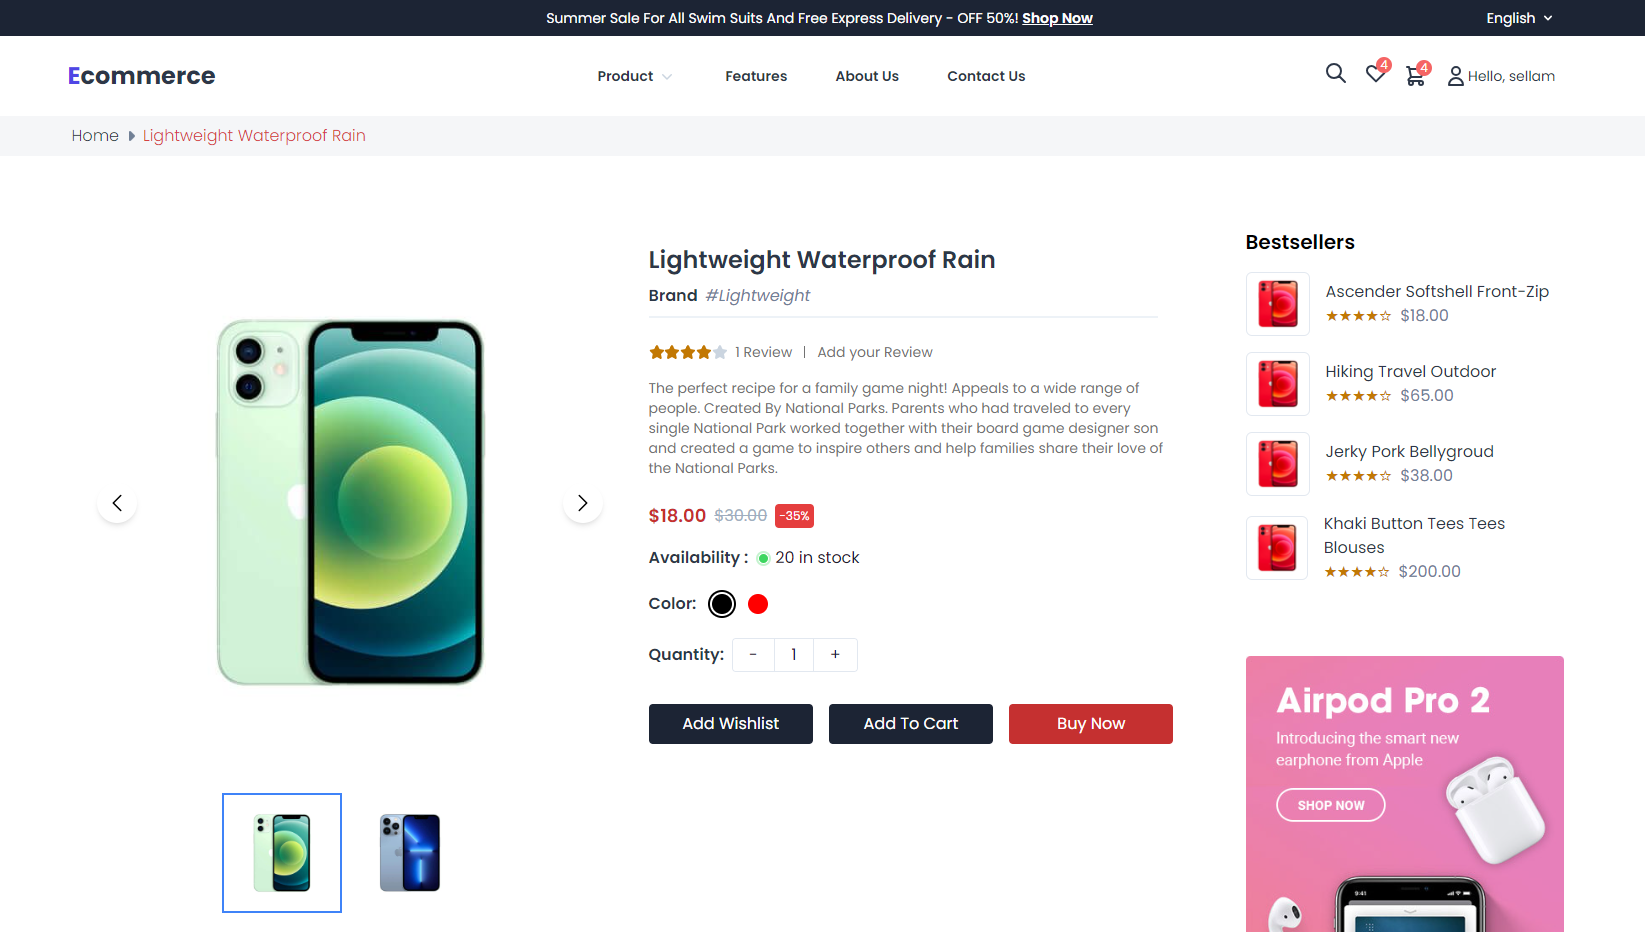 Summer Sale For All Swim Suits And Free Express Delivery - OFF 50%! Shop Now
English
Ecommerce
Product
Features
About Us
Contact Us
4
4
Hello, sellam
Home
Lightweight Waterproof Rain
Lightweight Waterproof Rain
Brand #Lightweight
1 Review | Add your Review
The perfect recipe for a family game night! Appeals to a wide range of
people. Created By National Parks. Parents who had traveled to every
single National Park worked together with their board game designer son
and created a game to inspire others and help families share their love of
the National Parks.
$18.00 $30.00 -35%
Availability : 20 in stock
Color:
Quantity: - 1 +
Add Wishlist
Add To Cart
Buy Now
Bestsellers
Ascender Softshell Front-Zip
★★★★☆ $18.00
Hiking Travel Outdoor
★★★★☆ $65.00
Jerky Pork Bellygroud
★★★★☆ $38.00
Khaki Button Tees Tees
Blouses
★★★★☆ $200.00
Airpod Pro 2
Introducing the smart new
earphone from Apple
SHOP NOW
9:41